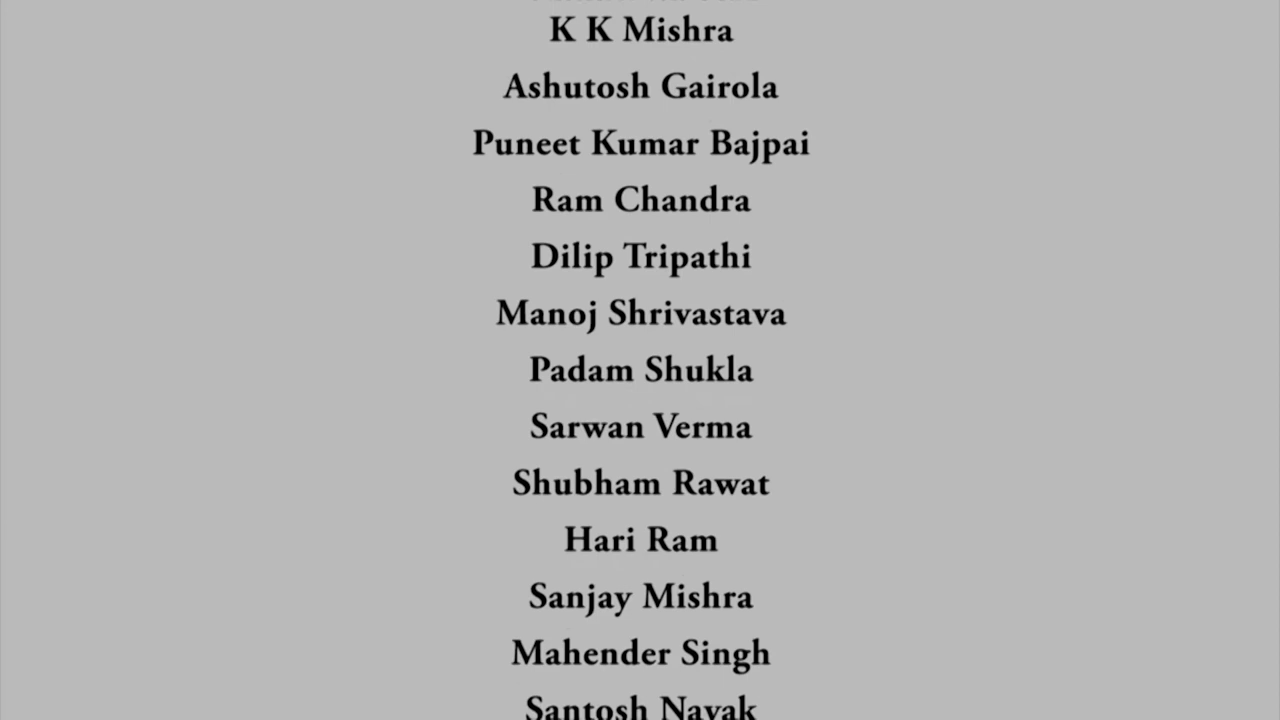 K K Mishra
Ashutosh Gairola
Puneet Kumar Bajpai
Ram Chandra
Dilip Tripathi
Manoj Shrivastava
Padam Shukla
Sarwan Verma
Shubham Rawat
Hari Ram
Sanjay Mishra
Mahender Singh
Santosh Nayak